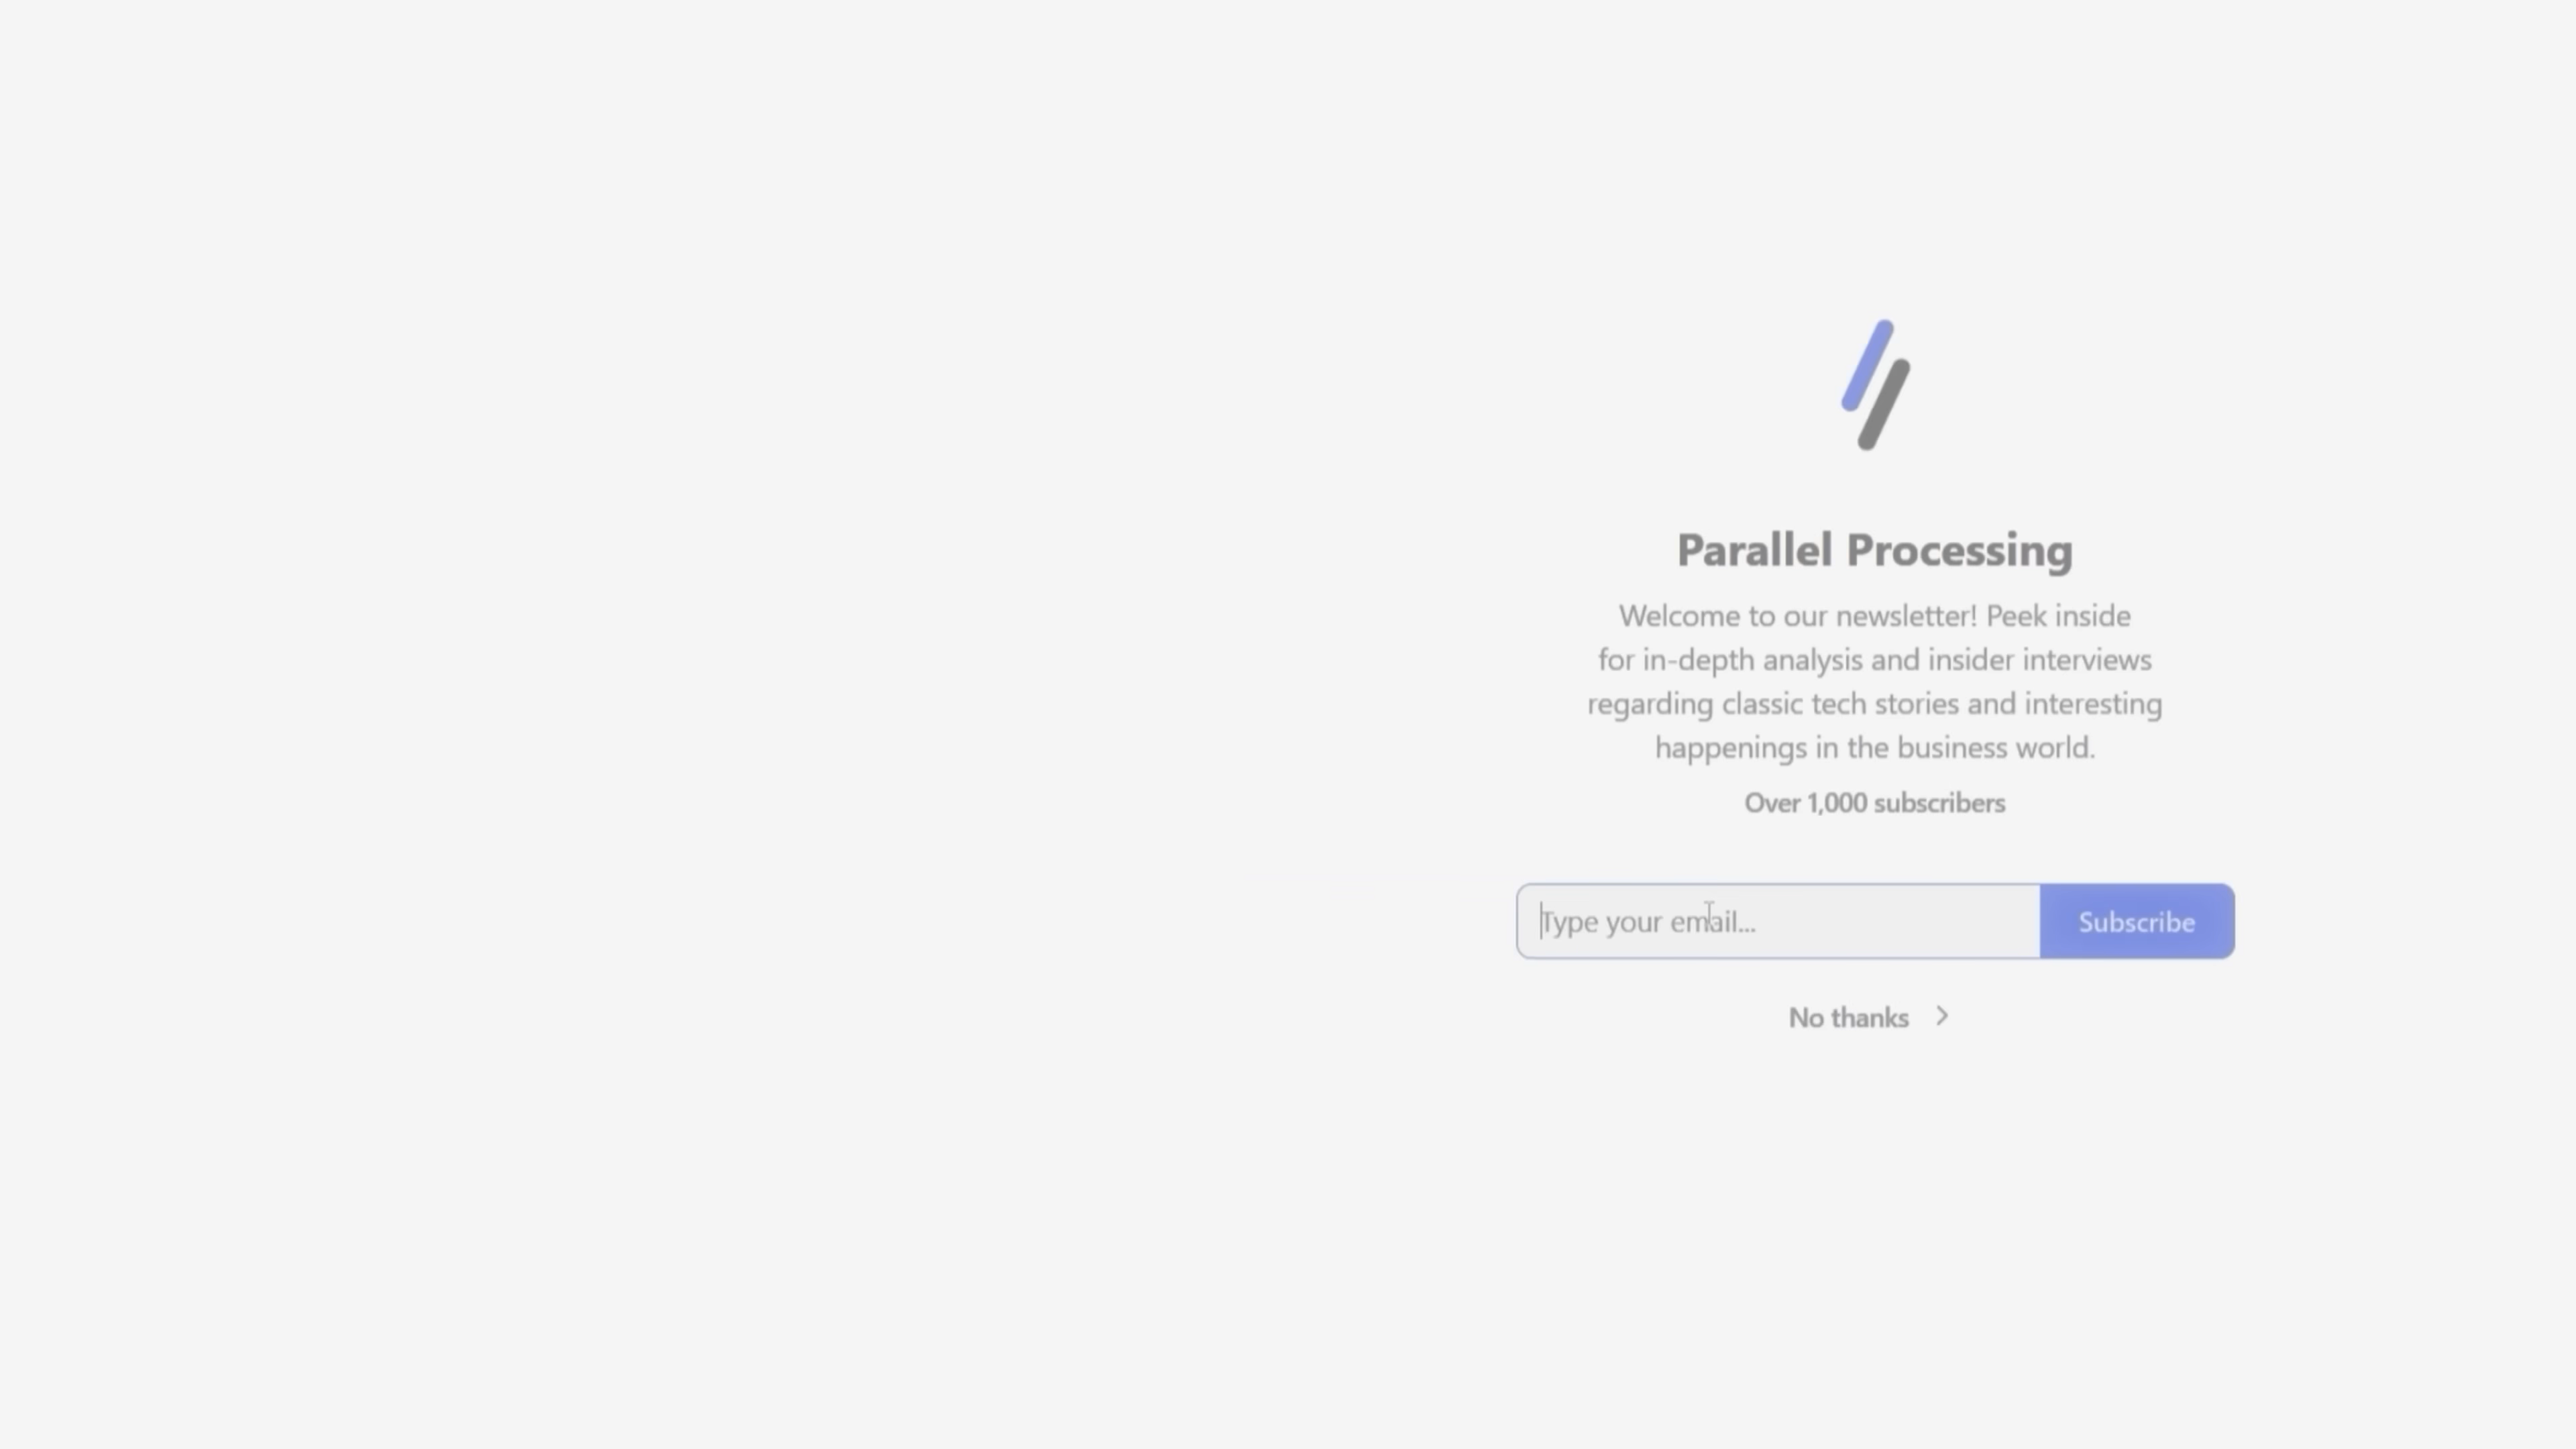 Parallel Processing
Welcome to our newsletter! Peek inside
for in-depth analysis and insider interviews
regarding classic tech stories and interesting
happenings in the business world.
Over 1,000 subscribers
Type your email...
Subscribe
No thanks